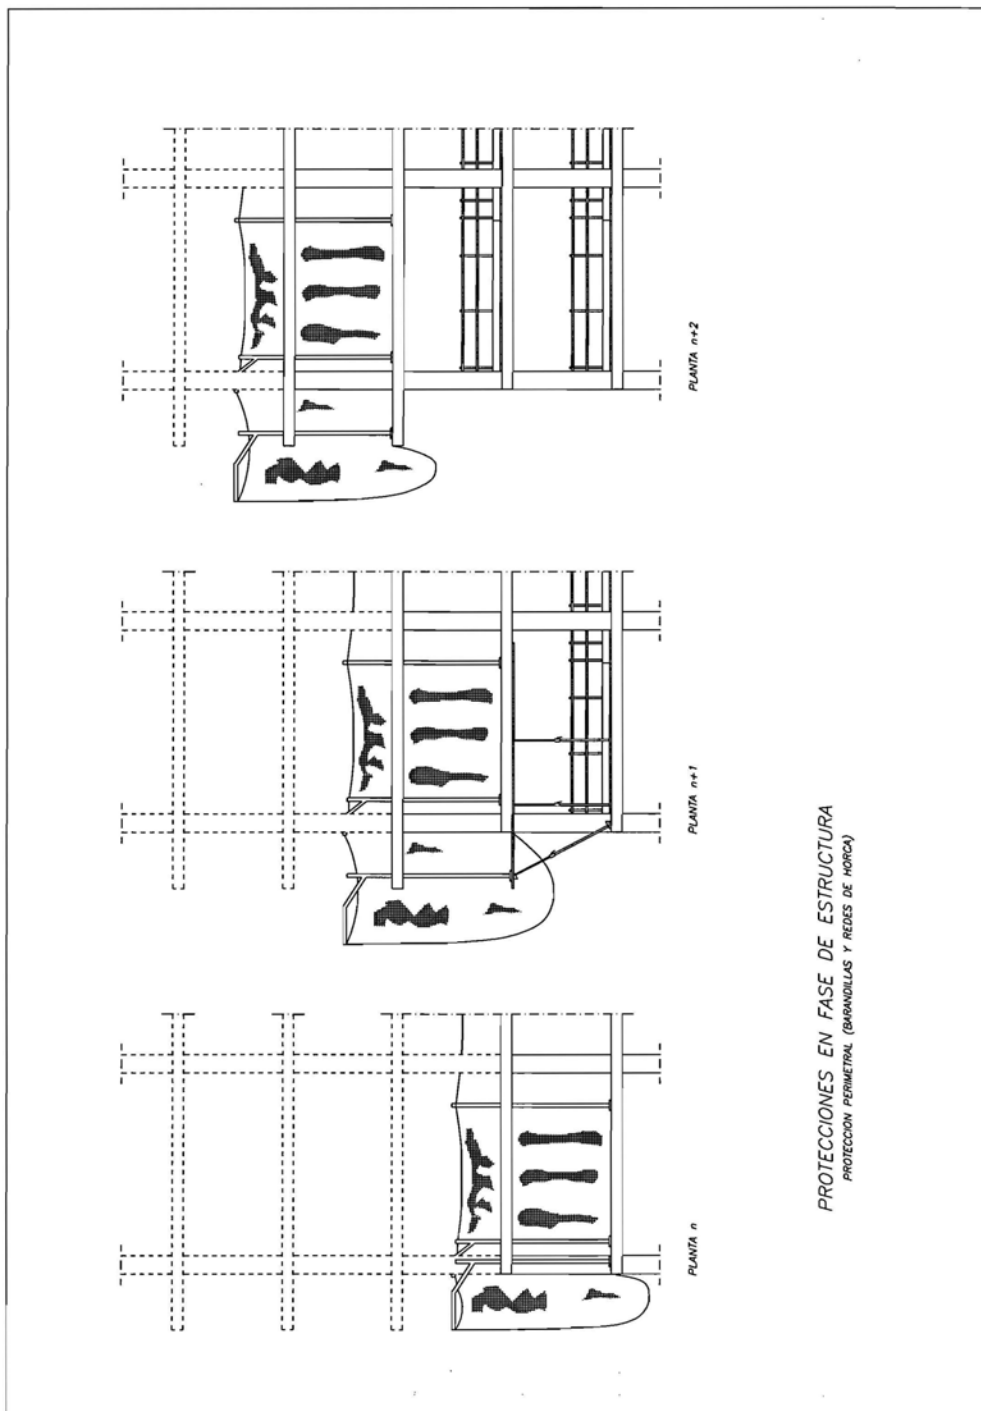 PLANTA n
PLANTA n+1
PLANTA n+2
PROTECCIONES EN FASE DE ESTRUCTURA
PROTECCION PERIMETRAL (BARANDILLAS Y REDES DE HORCA)